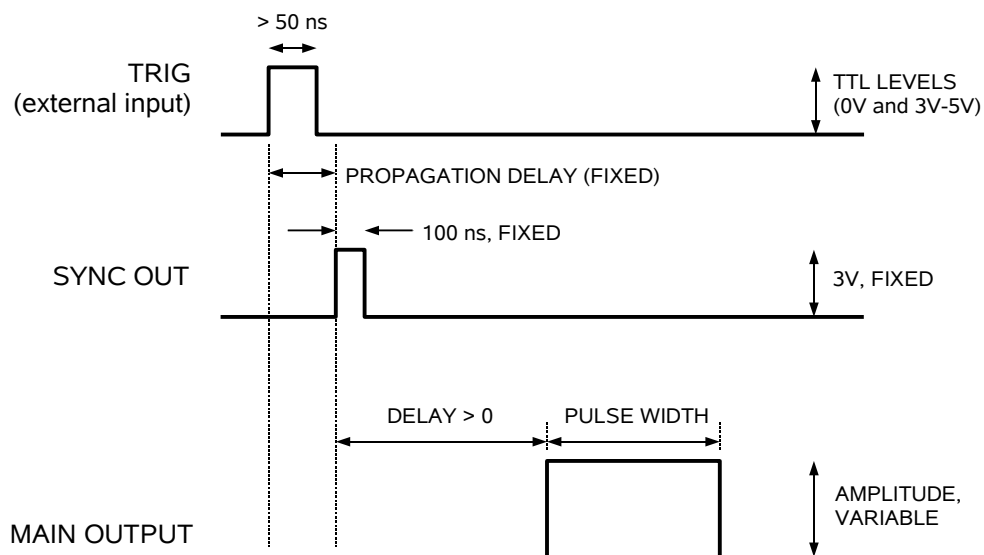 > 50 ns
TRIG
(external input)
TTL LEVELS
(0V and 3V-5V)
PROPAGATION DELAY (FIXED)
100 ns, FIXED
SYNC OUT
3V, FIXED
DELAY > 0
PULSE WIDTH
AMPLITUDE,
VARIABLE
MAIN OUTPUT